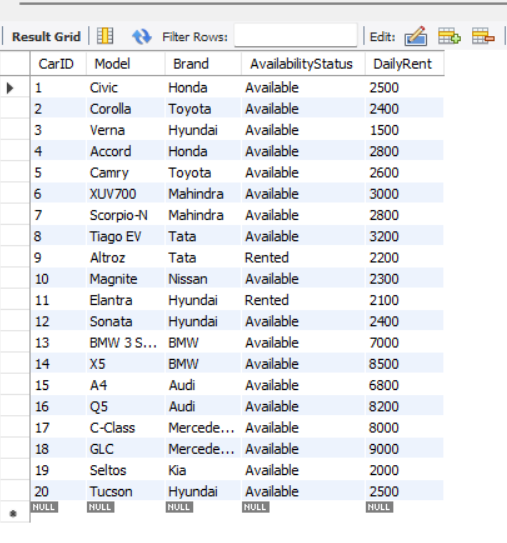 Result Grid Filter Rows: Edit:
CarID Model Brand AvailabilityStatus DailyRent
1 Civic Honda Available 2500
2 Corolla Toyota Available 2400
3 Verna Hyundai Available 1500
4 Accord Honda Available 2800
5 Camry Toyota Available 2600
6 XUV700 Mahindra Available 3000
7 Scorpio-N Mahindra Available 2800
8 Tiago EV Tata Available 3200
9 Altroz Tata Rented 2200
10 Magnite Nissan Available 2300
11 Elantra Hyundai Rented 2100
12 Sonata Hyundai Available 2400
13 BMW 3 S... BMW Available 7000
14 X5 BMW Available 8500
15 A4 Audi Available 6800
16 Q5 Audi Available 8200
17 C-Class Mercede... Available 8000
18 GLC Mercede... Available 9000
19 Seltos Kia Available 2000
20 Tucson Hyundai Available 2500
NULL NULL NULL NULL NULL